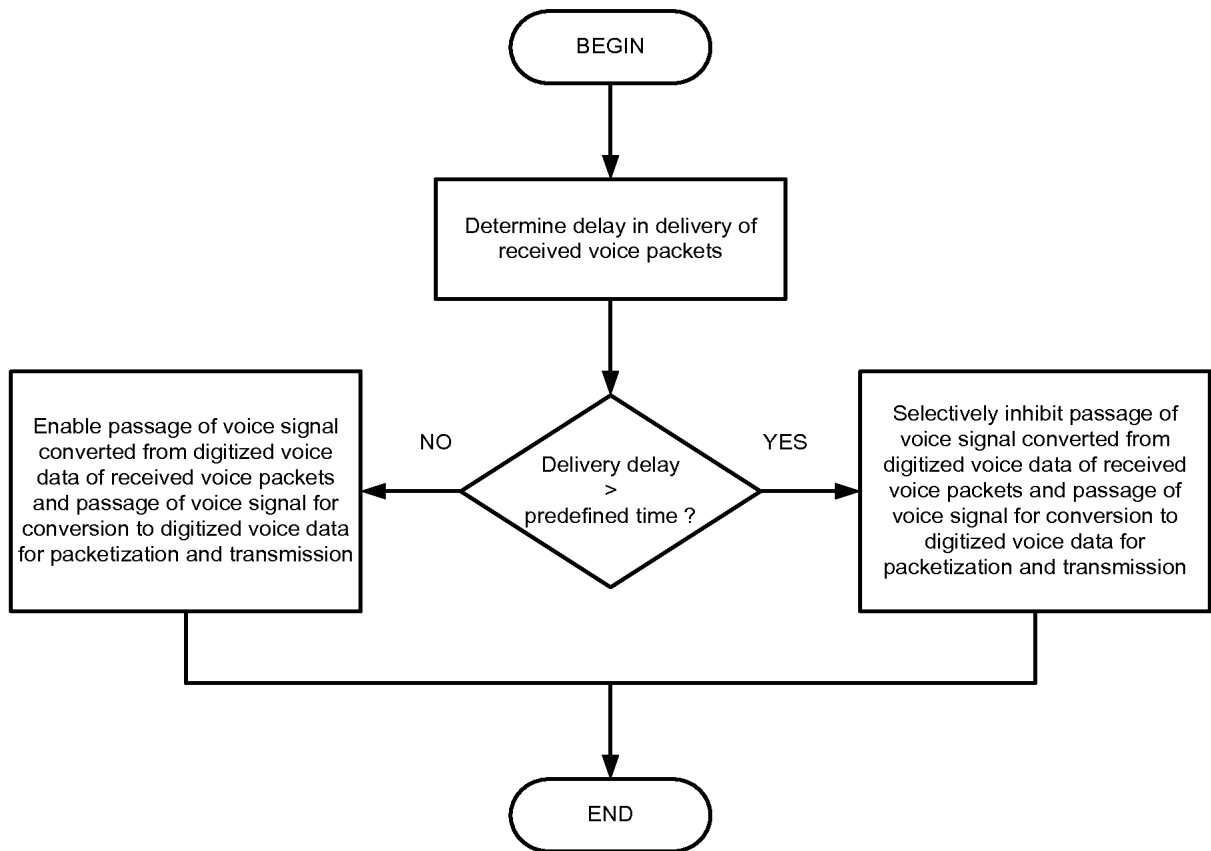 BEGIN
Determine delay in delivery of
received voice packets
Enable passage of voice signal
converted from digitized voice
data of received voice packets
and passage of voice signal for
conversion to digitized voice data
for packetization and transmission
NO
Delivery delay
>
predefined time ?
YES
Selectively inhibit passage of
voice signal converted from
digitized voice data of received
voice packets and passage of
voice signal for conversion to
digitized voice data for
packetization and transmission
END